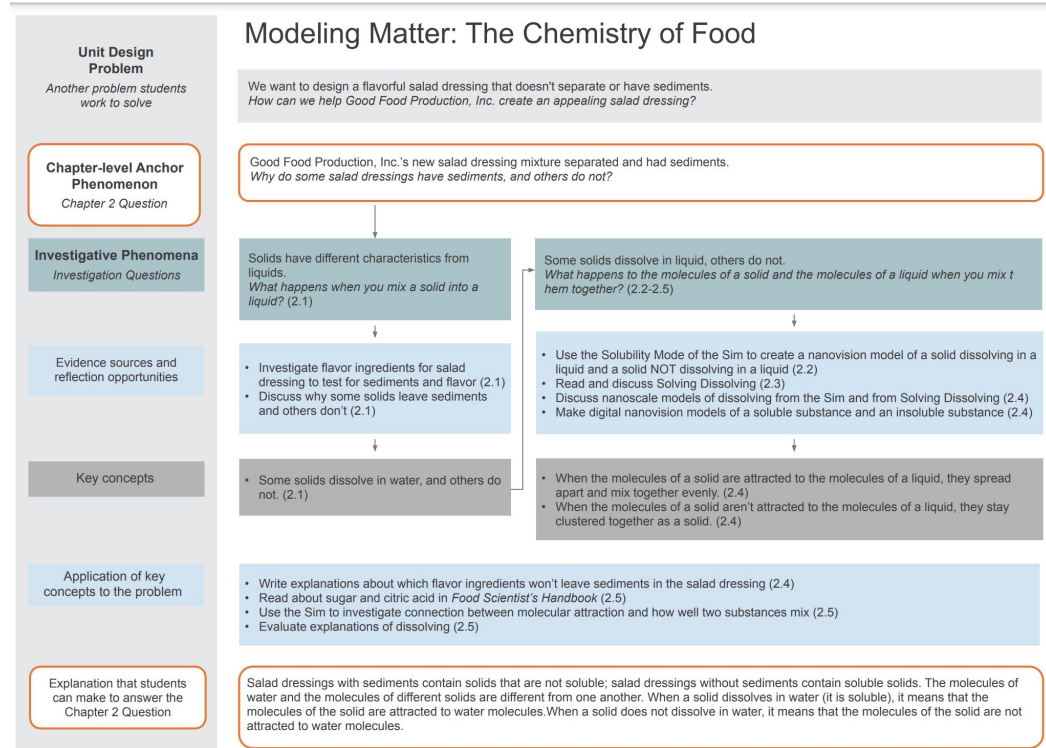 Modeling Matter: The Chemistry of Food
Unit Design
Problem
Another problem students
work to solve
We want to design a flavorful salad dressing that doesn't separate or have sediments.
How can we help Good Food Production, Inc. create an appealing salad dressing?
Chapter-level Anchor
Phenomenon
Chapter 2 Question
Good Food Production, Inc.'s new salad dressing mixture separated and had sediments.
Why do some salad dressings have sediments, and others do not?
Investigative Phenomena
Investigation Questions
Solids have different characteristics from
liquids.
What happens when you mix a solid into a
liquid? (2.1)
Some solids dissolve in liquid, others do not.
What happens to the molecules of a solid and the molecules of a liquid when you mix t
hem together? (2.2-2.5)
Evidence sources and
reflection opportunities
• Investigate flavor ingredients for salad
dressing to test for sediments and flavor (2.1)
• Discuss why some solids leave sediments
and others don't (2.1)
• Use the Solubility Mode of the Sim to create a nanovision model of a solid dissolving in a
liquid and a solid NOT dissolving in a liquid (2.2)
• Read and discuss Solving Dissolving (2.3)
• Discuss nanoscale models of dissolving from the Sim and from Solving Dissolving (2.4)
• Make digital nanovision models of a soluble substance and an insoluble substance (2.4)
Key concepts
• Some solids dissolve in water, and others do
not. (2.1)
• When the molecules of a solid are attracted to the molecules of a liquid, they spread
apart and mix together evenly. (2.4)
• When the molecules of a solid aren't attracted to the molecules of a liquid, they stay
clustered together as a solid. (2.4)
Application of key
concepts to the problem
• Write explanations about which flavor ingredients won't leave sediments in the salad dressing (2.4)
• Read about sugar and citric acid in Food Scientist's Handbook (2.5)
• Use the Sim to investigate connection between molecular attraction and how well two substances mix (2.5)
• Evaluate explanations of dissolving (2.5)
Explanation that students
can make to answer the
Chapter 2 Question
Salad dressings with sediments contain solids that are not soluble; salad dressings without sediments contain soluble solids. The molecules of
water and the molecules of different solids are different from one another. When a solid dissolves in water (it is soluble), it means that the
molecules of the solid are attracted to water molecules.When a solid does not dissolve in water, it means that the molecules of the solid are not
attracted to water molecules.